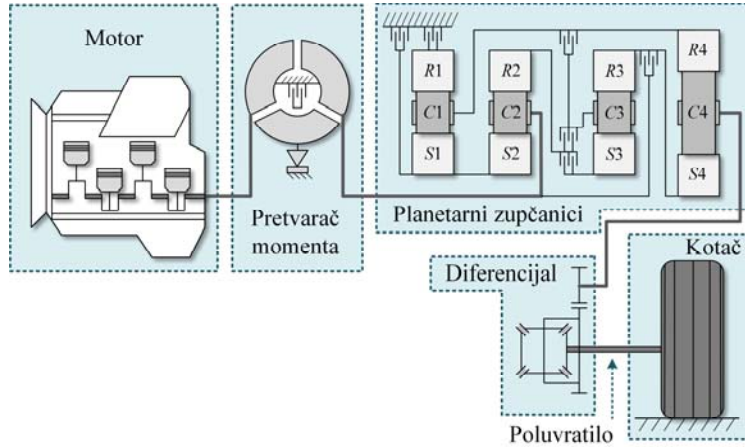 Motor
Pretvarač
momenta
R1
C1
S1
R2
C2
S2
R3
C3
S3
R4
C4
S4
Planetarni zupčanici
Diferencijal
Kotač
Poluvratilo